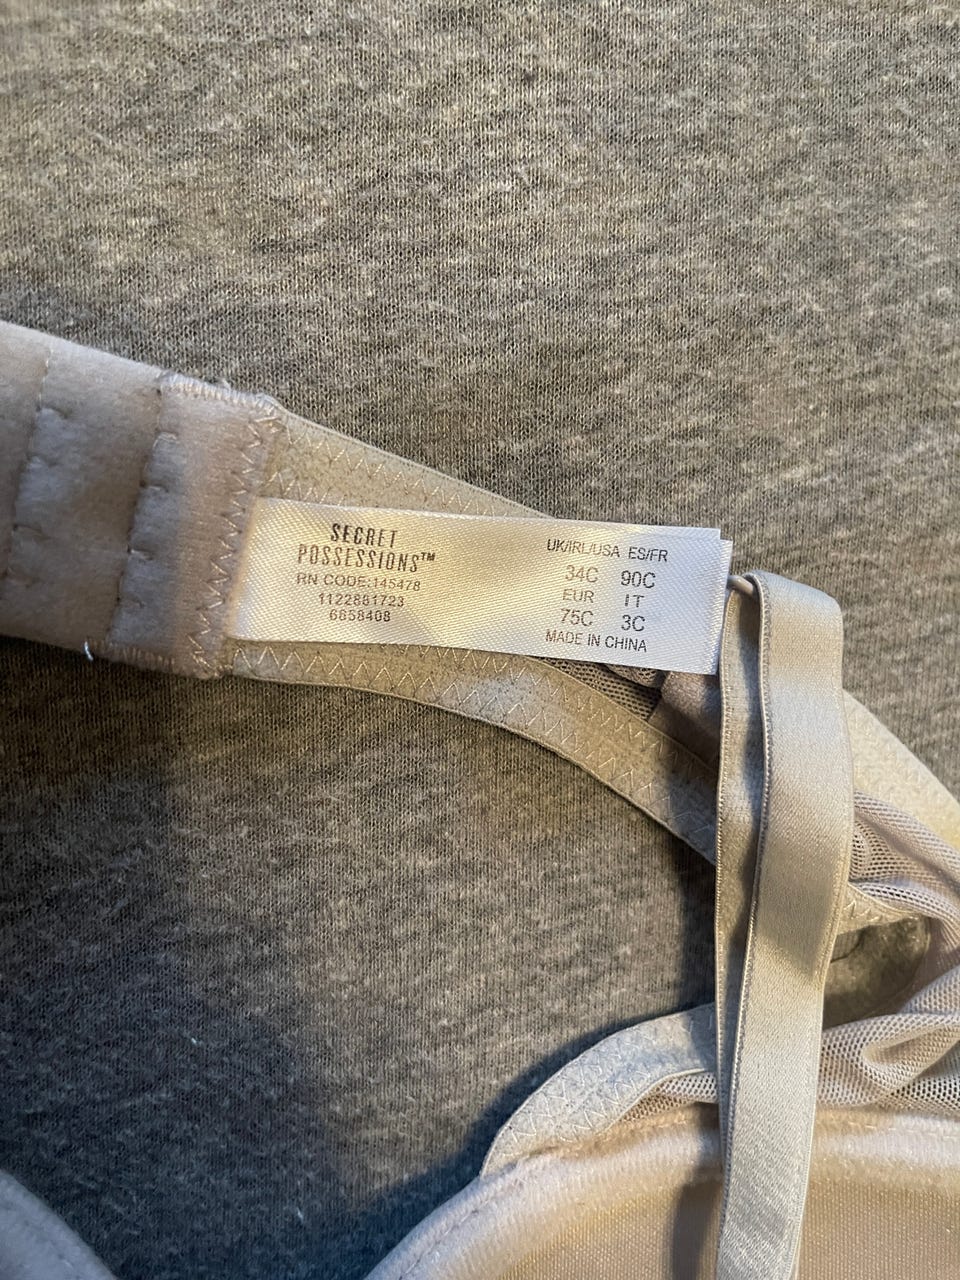 SECRET
POSSESSIONS™
RN CODE:145478
1122881723
6858408
UK/IRL/USA ES/FR
34C 90C
EUR IT
75C 3C
MADE IN CHINA